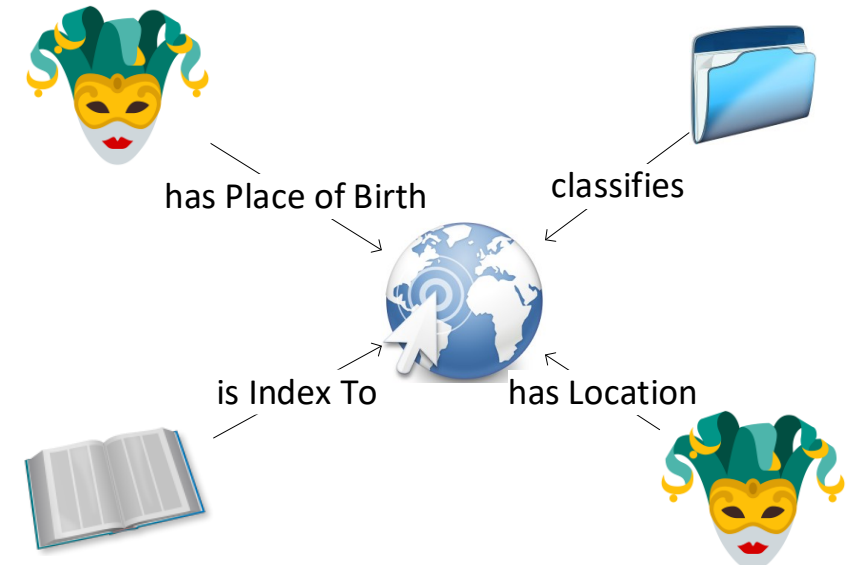 has Place of Birth
classifies
is Index To
has Location